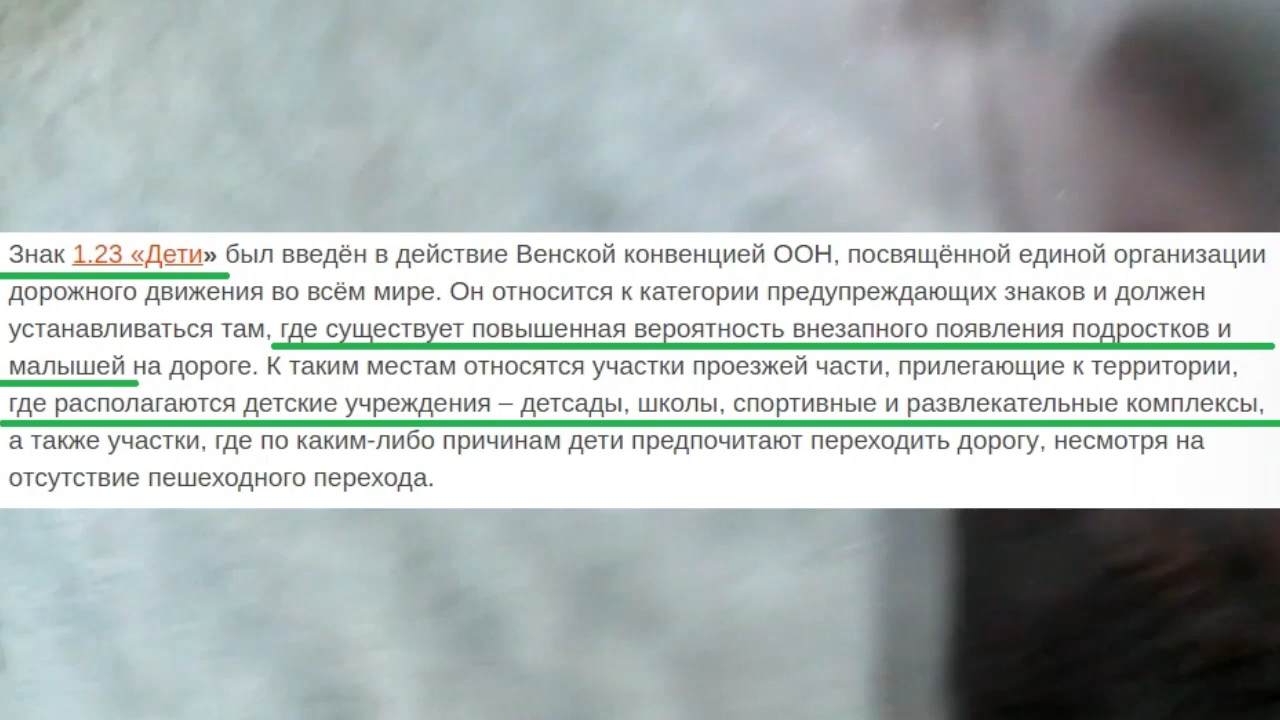 Знак 1.23 «Дети» был введён в действие Венской конвенцией ООН, посвящённой единой организации
дорожного движения во всём мире. Он относится к категории предупреждающих знаков и должен
устанавливаться там, где существует повышенная вероятность внезапного появления подростков и
малышей на дороге. К таким местам относятся участки проезжей части, прилегающие к территории,
где располагаются детские учреждения – детсады, школы, спортивные и развлекательные комплексы,
а также участки, где по каким-либо причинам дети предпочитают переходить дорогу, несмотря на
отсутствие пешеходного перехода.